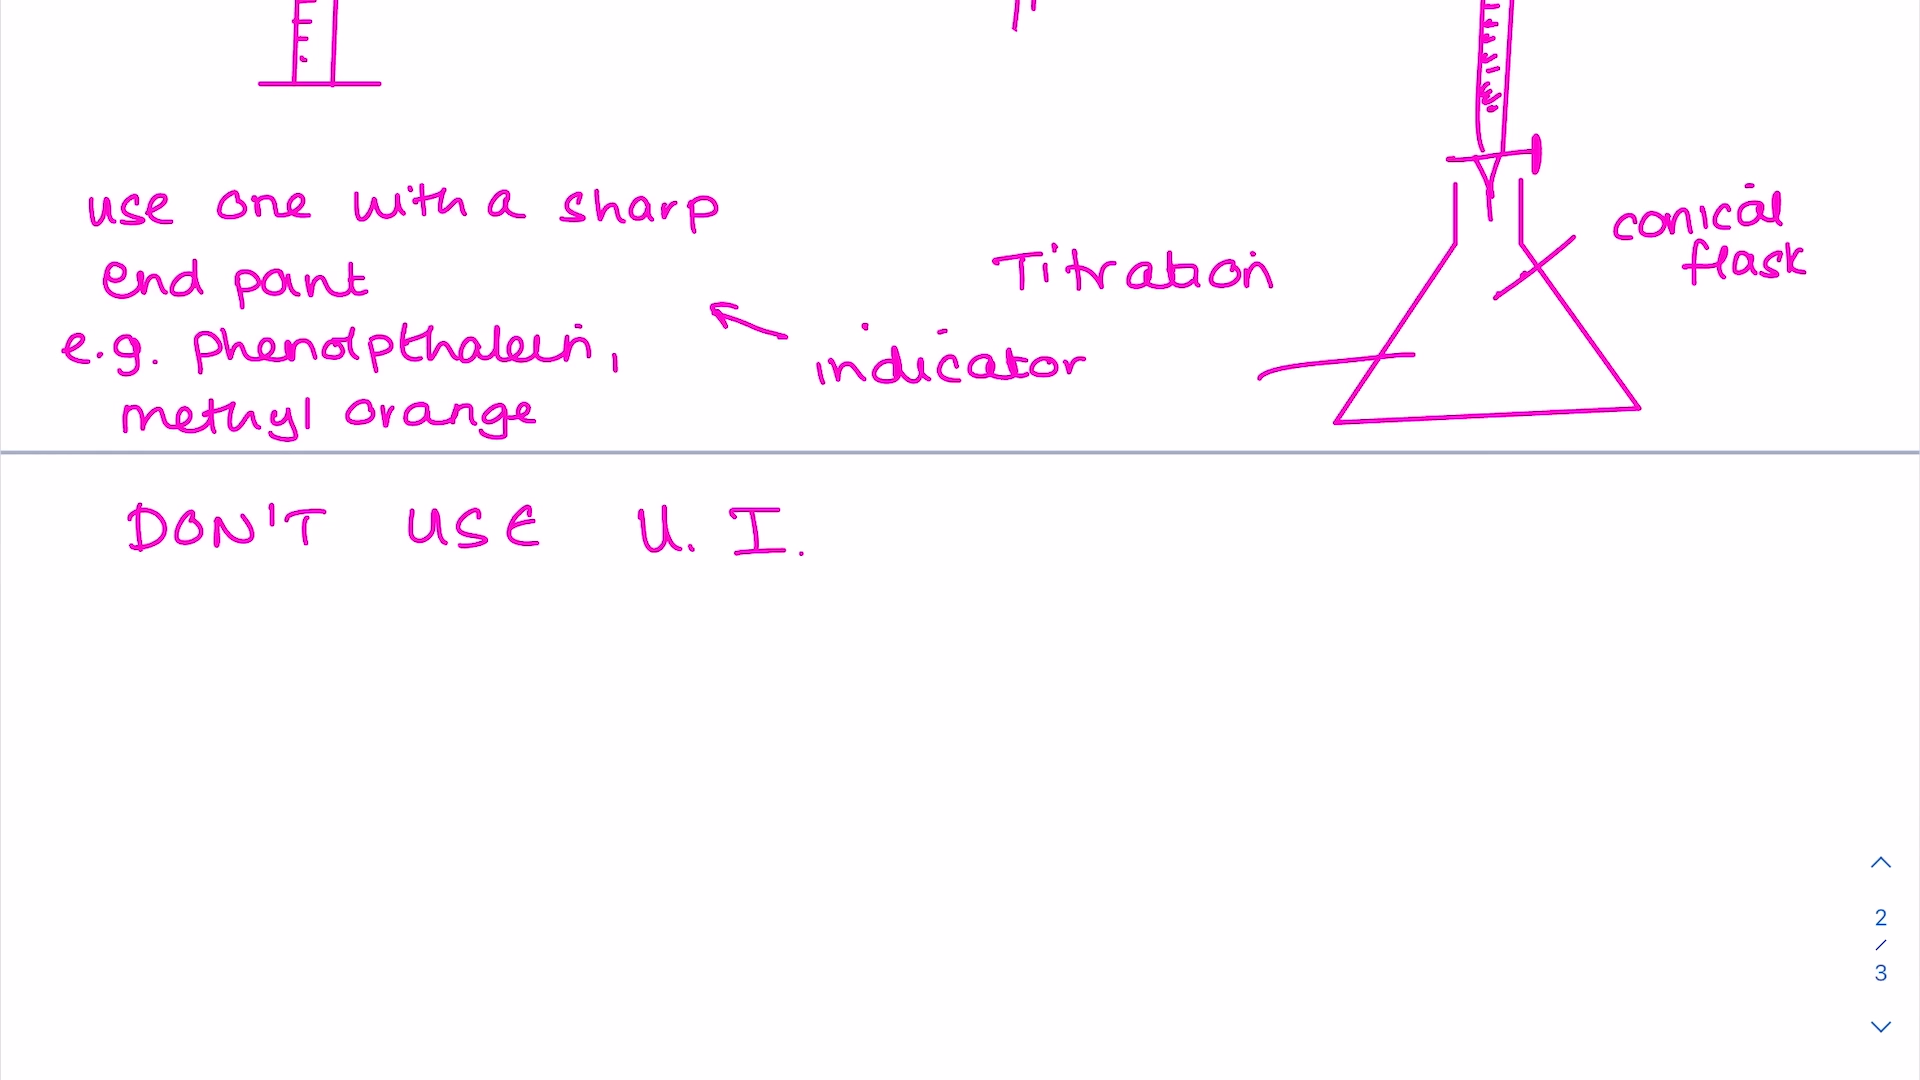 use one with a sharp
end point
e.g. phenolpthalein,
methyl orange
Titration
indicator
conical
flask
DON'T USE U.I.
2
/
3